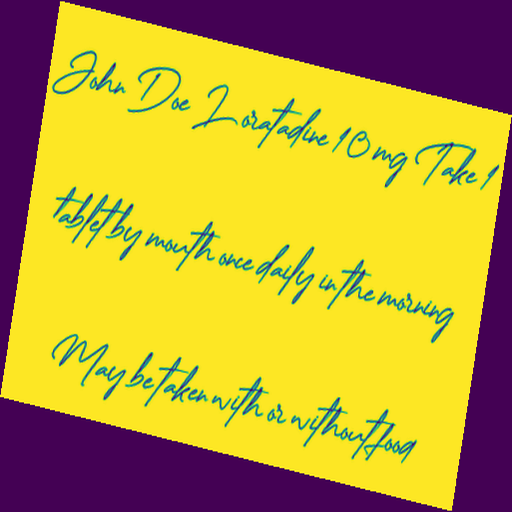 John Doe Loratadine 10 mg Take 1
tablet by mouth once daily in the morning
May be taken with or without food